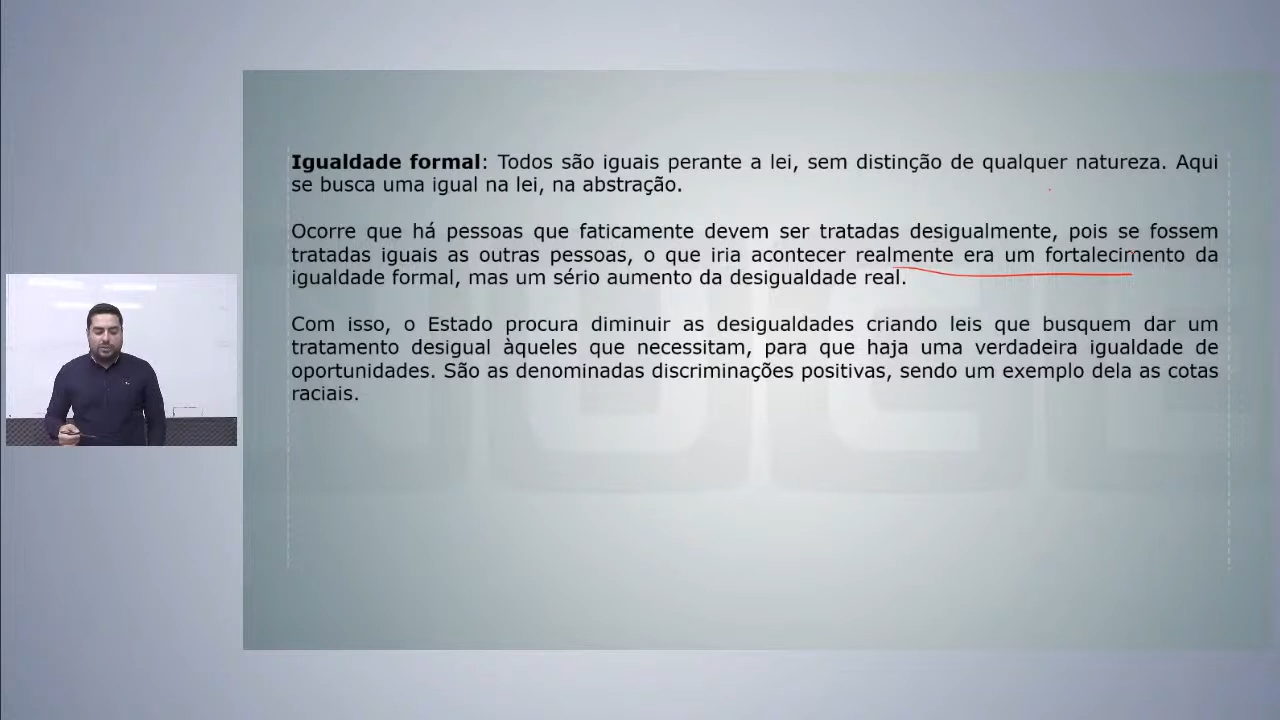 Igualdade formal: Todos são iguais perante a lei, sem distinção de qualquer natureza. Aqui
se busca uma igual na lei, na abstração.
Ocorre que há pessoas que faticamente devem ser tratadas desigualmente, pois se fossem
tratadas iguais as outras pessoas, o que iria acontecer realmente era um fortalecimento da
igualdade formal, mas um sério aumento da desigualdade real.
Com isso, o Estado procura diminuir as desigualdades criando leis que busquem dar um
tratamento desigual àqueles que necessitam, para que haja uma verdadeira igualdade de
oportunidades. São as denominadas discriminações positivas, sendo um exemplo dela as cotas
raciais.